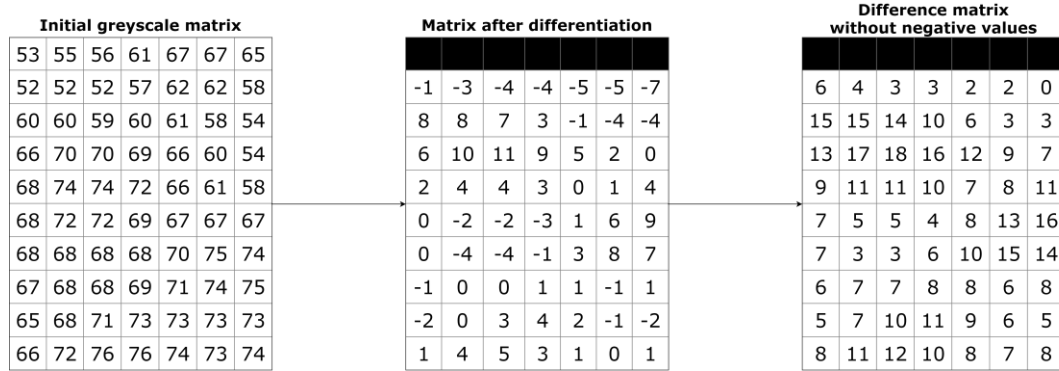 Initial greyscale matrix
53 55 56 61 67 67 65
52 52 52 57 62 62 58
60 60 59 60 61 58 54
66 70 70 69 66 60 54
68 74 74 72 66 61 58
68 72 72 69 67 67 67
68 68 68 68 70 75 74
67 68 68 69 71 74 75
65 68 71 73 73 73 73
66 72 76 76 74 73 74
Matrix after differentiation
-1 -3 -4 -4 -5 -5 -7
8 8 7 3 -1 -4 -4
6 10 11 9 5 2 0
2 4 4 3 0 1 4
0 -2 -2 -3 1 6 9
0 -4 -4 -1 3 8 7
-1 0 0 1 1 -1 1
-2 0 3 4 2 -1 -2
1 4 5 3 1 0 1
Difference matrix
without negative values
6 4 3 3 2 2 0
15 15 14 10 6 3 3
13 17 18 16 12 9 7
9 11 11 10 7 8 11
7 5 5 4 8 13 16
7 3 3 6 10 15 14
6 7 7 8 8 6 8
5 7 10 11 9 6 5
8 11 12 10 8 7 8